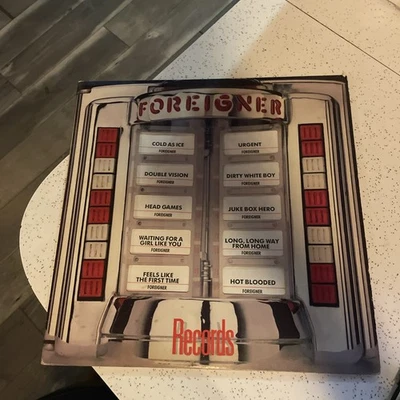 FOREIGNER
COLD AS ICE
FOREIGNER
DOUBLE VISION
FOREIGNER
HEAD GAMES
FOREIGNER
WAITING FOR A
GIRL LIKE YOU
FOREIGNER
FEELS LIKE
THE FIRST TIME
FOREIGNER
URGENT
FOREIGNER
DIRTY WHITE BOY
FOREIGNER
JUKE BOX HERO
FOREIGNER
LONG, LONG WAY
FROM HOME
FOREIGNER
HOT BLOODED
FOREIGNER
Records